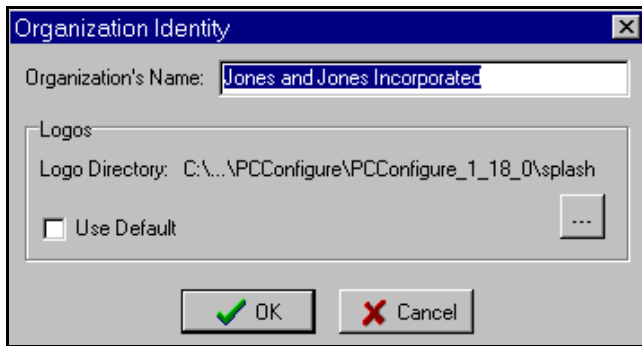 Organization Identity
Organization's Name: Jones and Jones Incorporated
Logos
Logo Directory: C:\...\PCConfigure\PCConfigure_1_18_0\splash
Use Default
...
OK Cancel